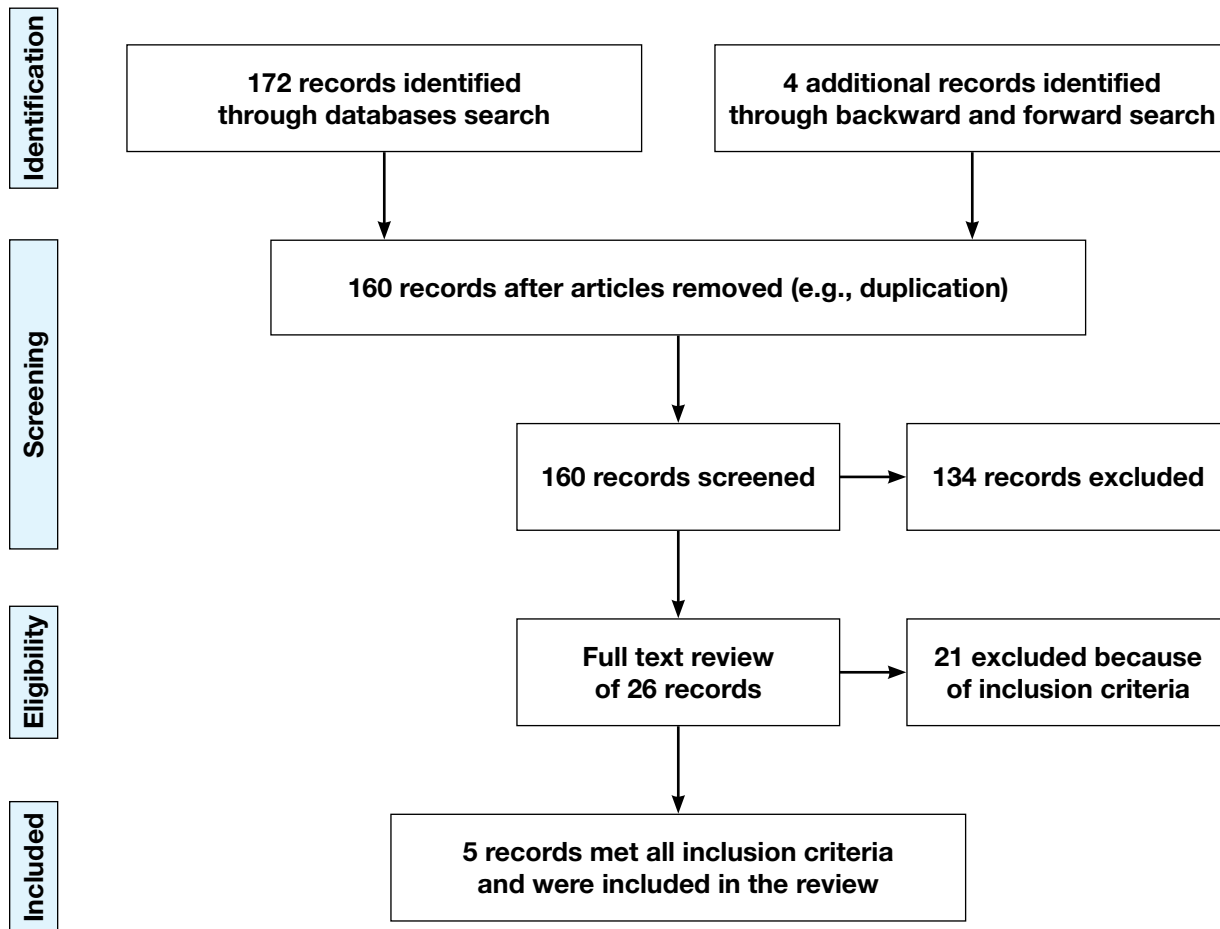 Identification
172 records identified
through databases search
4 additional records identified
through backward and forward search
Screening
160 records after articles removed (e.g., duplication)
160 records screened
134 records excluded
Eligibility
Full text review
of 26 records
21 excluded because
of inclusion criteria
Included
5 records met all inclusion criteria
and were included in the review